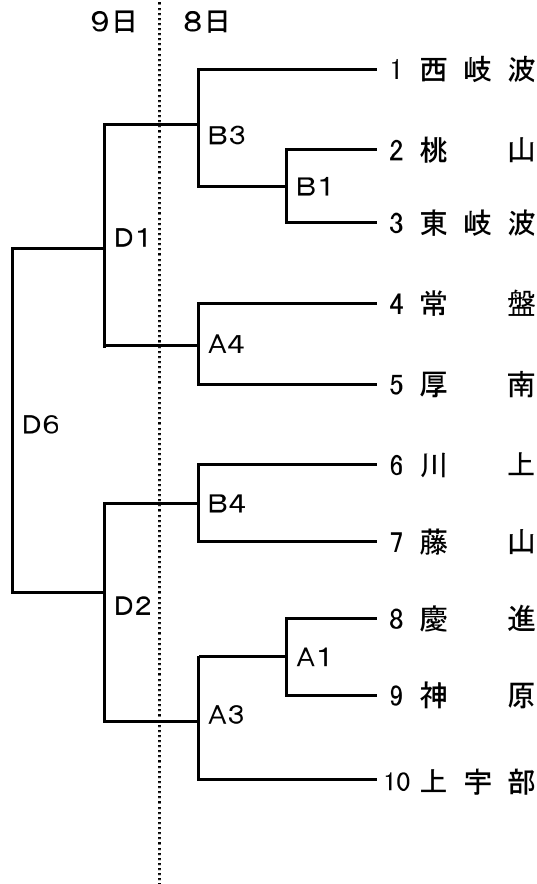 9日 8日
1 西岐波
B3
2 桃山
B1
3 東岐波
D1
4 常盤
A4
5 厚南
D6
6 川上
B4
7 藤山
D2
8 慶進
A1
9 神原
A3
10 上宇部